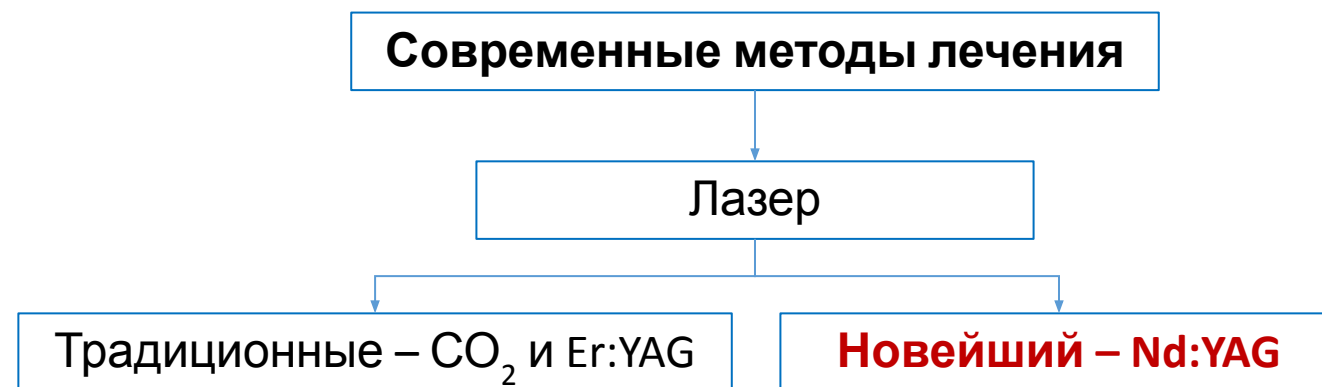 Современные методы лечения
Лазер
Традиционные – CO₂ и Er:YAG
Новейший – Nd:YAG